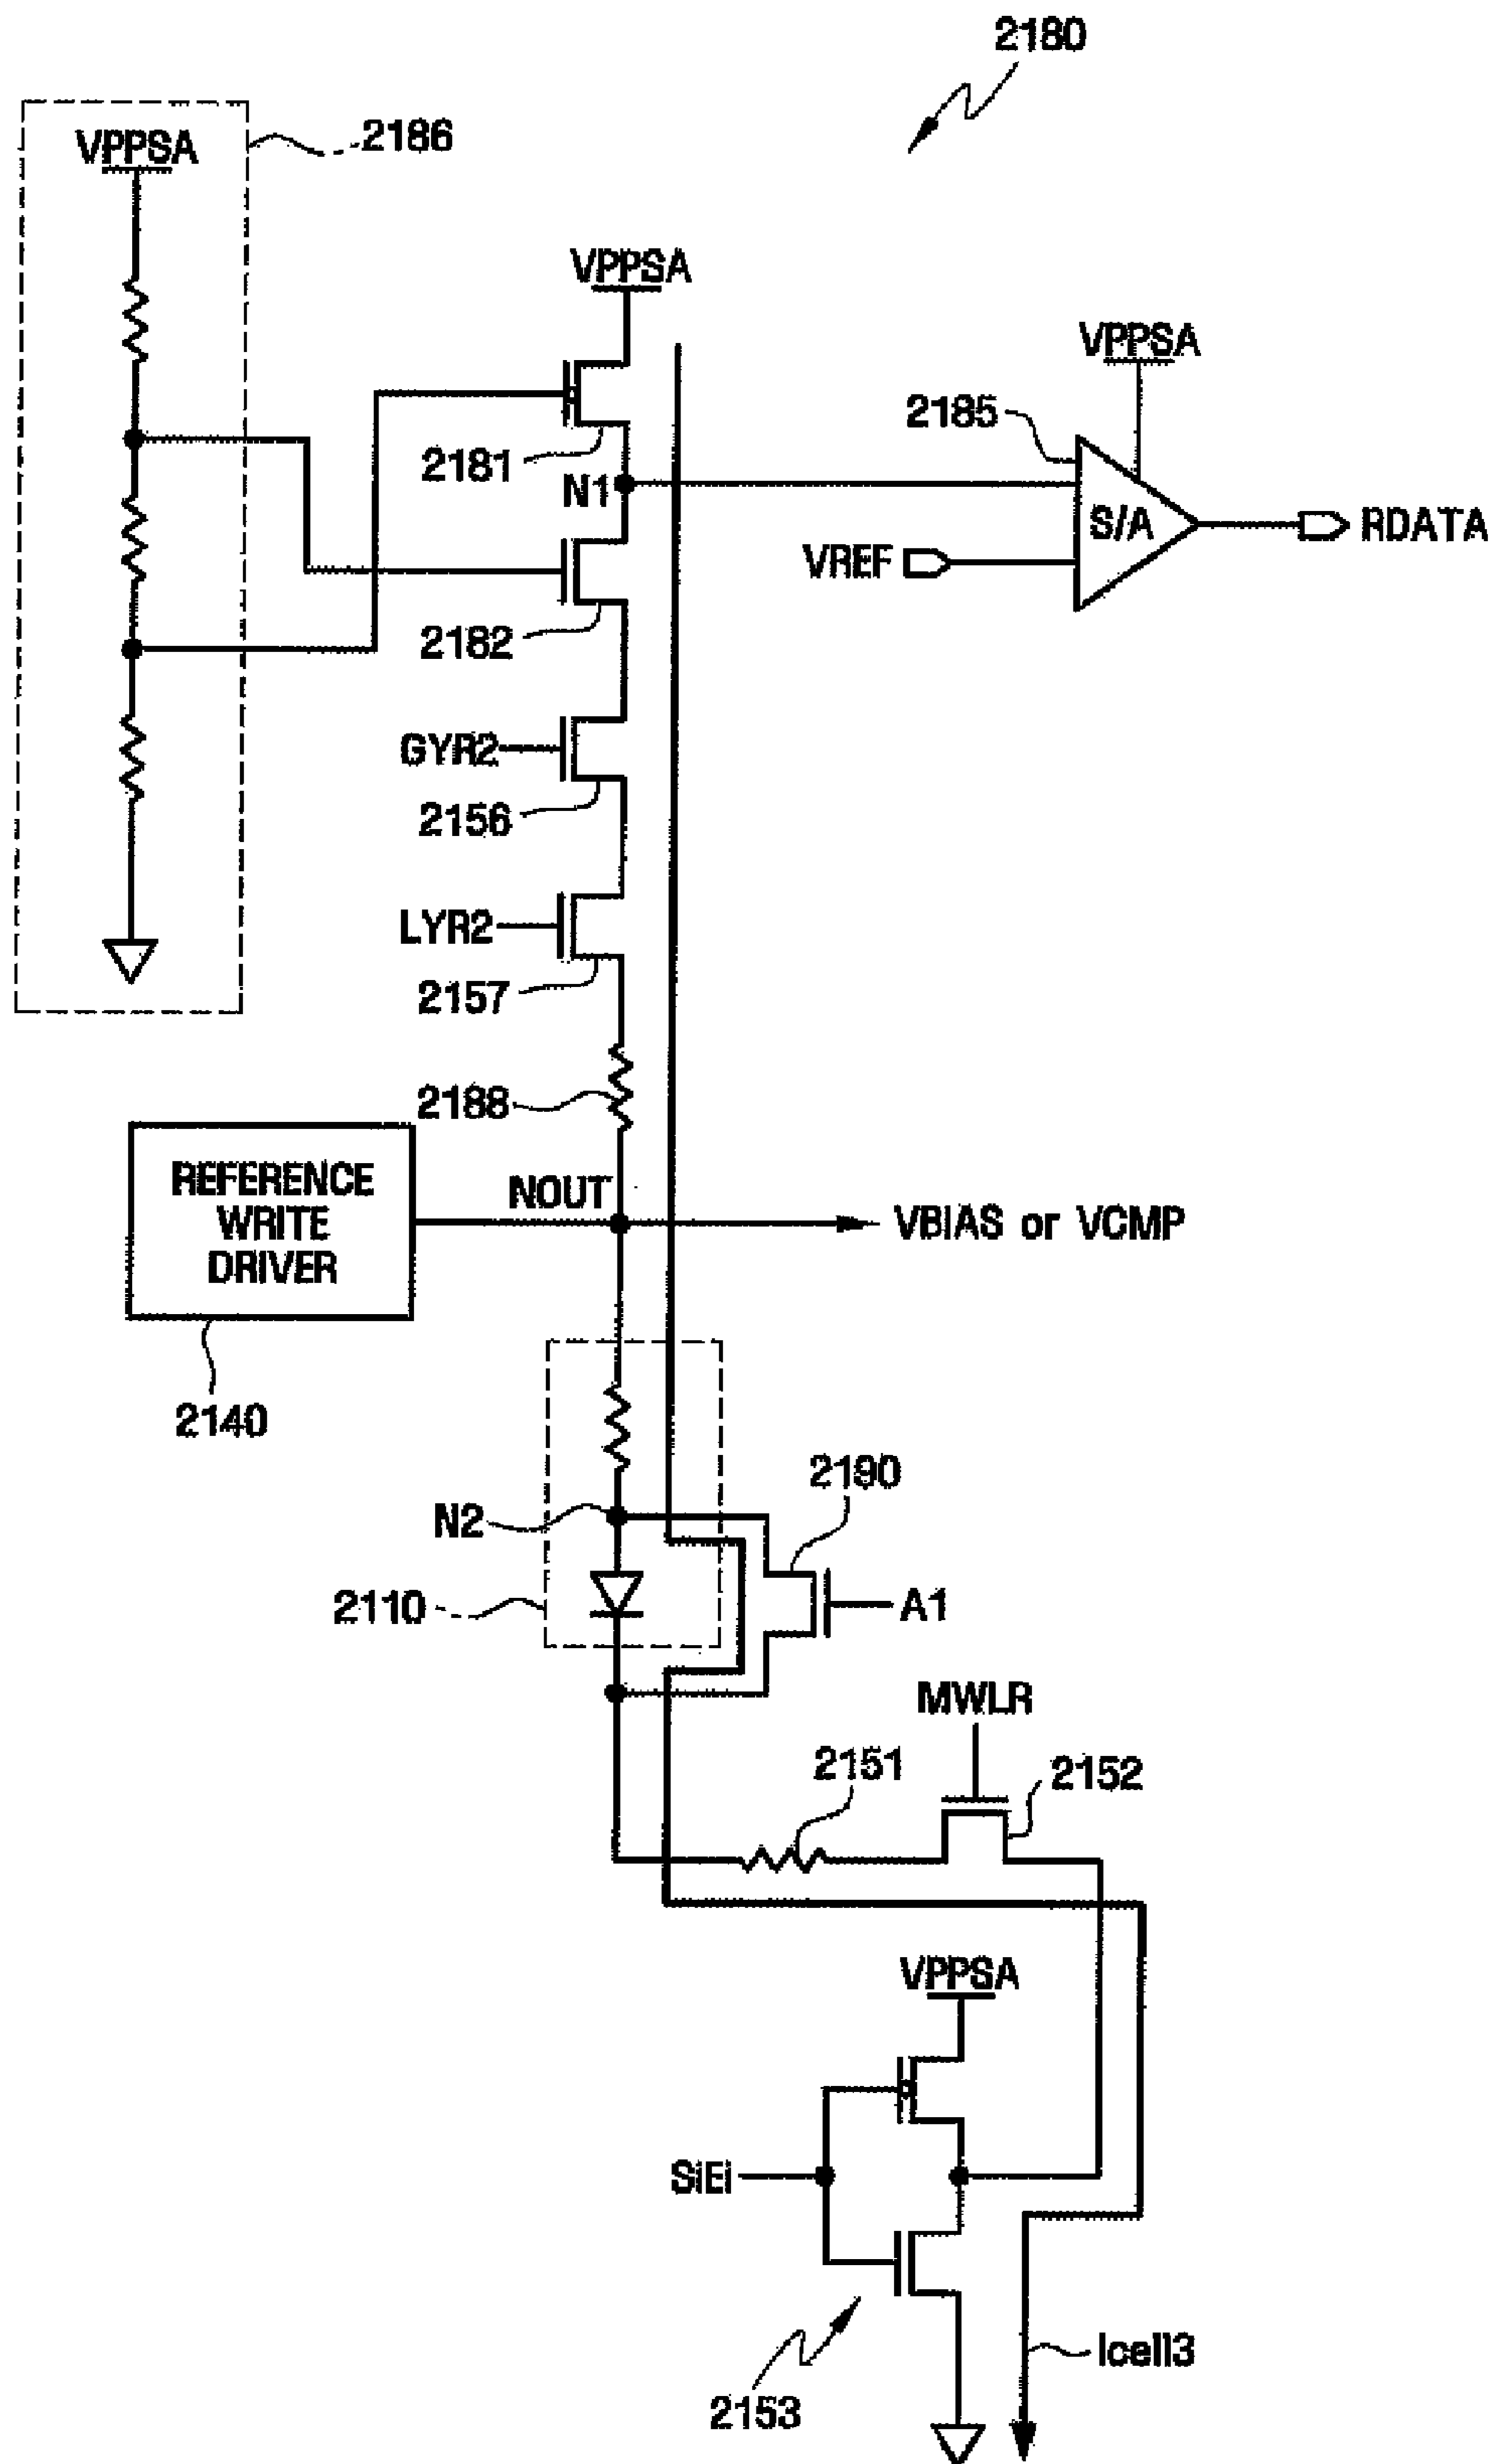 2180
VPPSA
2186
VPPSA
VPPSA
2185
2181
N1
S/A
RDATA
VREF
2182
GYR2
2156
LYR2
2157
2188
REFERENCE
WRITE
DRIVER
NOUT
VBIAS or VCMP
2140
2190
N2
2110
A1
MWLR
2151
2152
VPPSA
SiEi
Icell3
2153